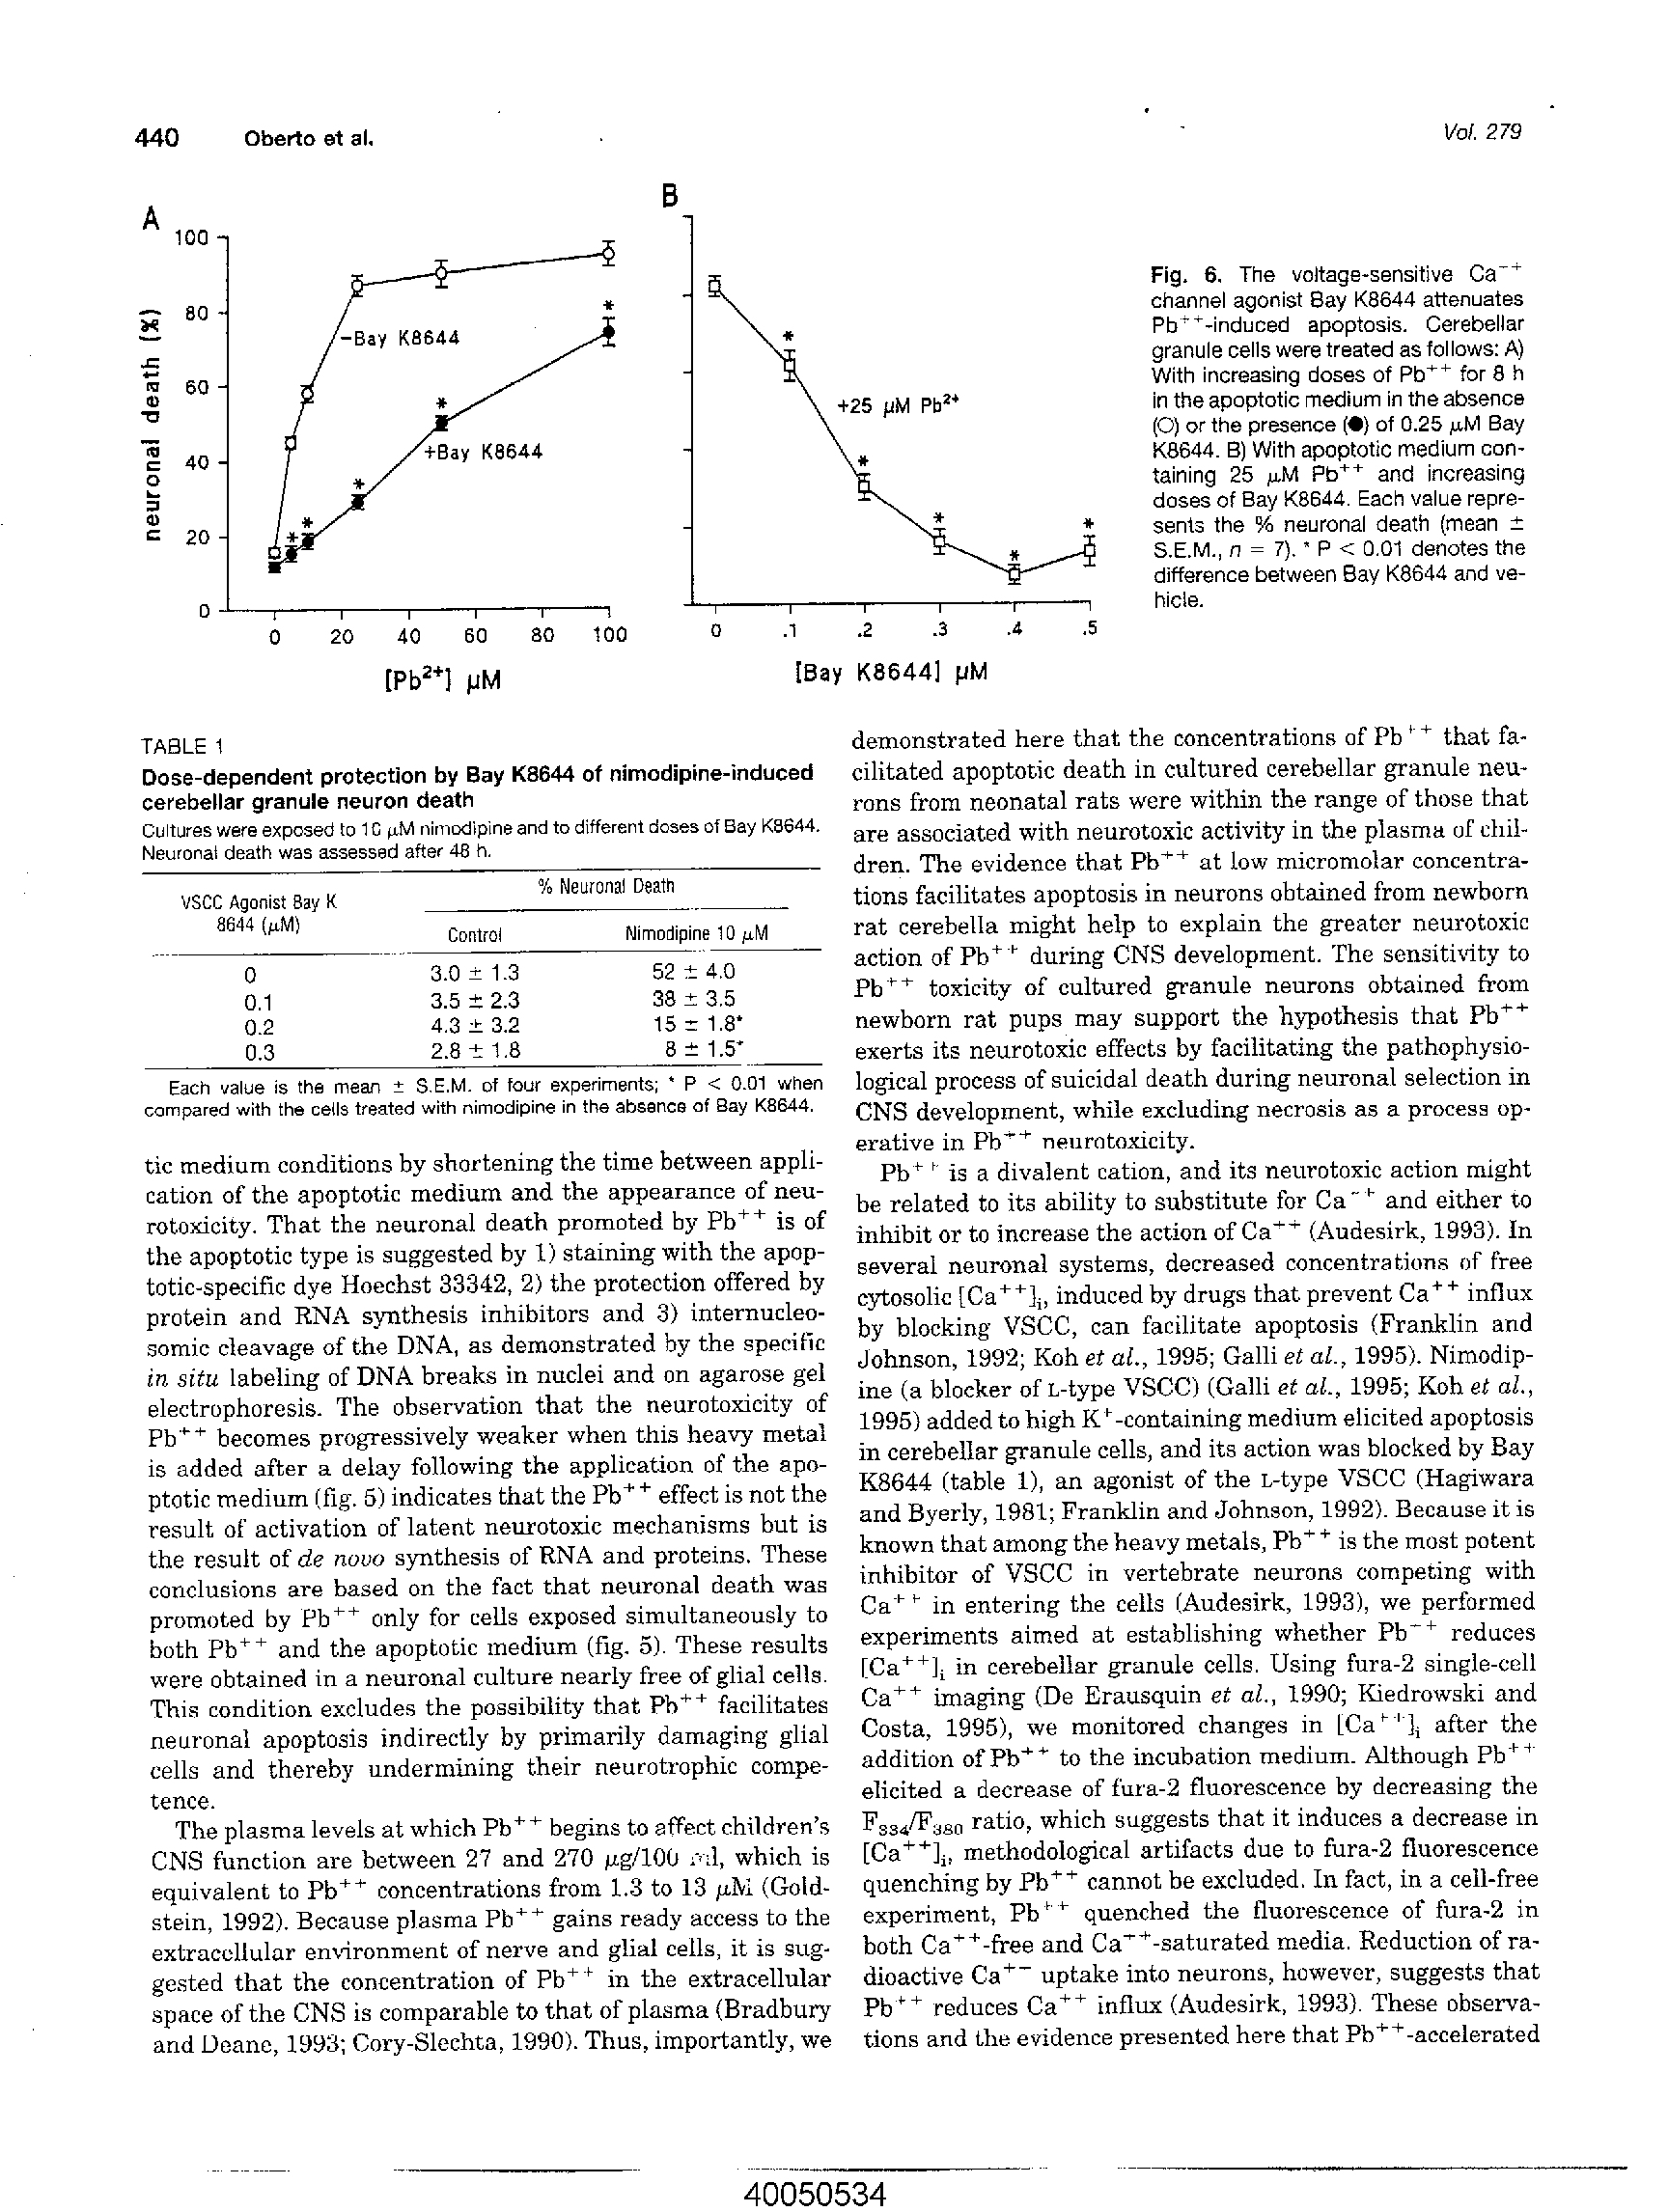 440 Oberto et al. Vol. 279
A
100
80
60
40
20
0
neuronal death (%)
-Bay K8644
+Bay K8644
* * * * *
0 20 40 60 80 100
[Pb²⁺] µM
B
+25 µM Pb²⁺
* * * * *
0 .1 .2 .3 .4 .5
[Bay K8644] µM
Fig. 6. The voltage-sensitive Ca⁺⁺
channel agonist Bay K8644 attenuates
Pb⁺⁺-induced apoptosis. Cerebellar
granule cells were treated as follows: A)
With increasing doses of Pb⁺⁺ for 8 h
in the apoptotic medium in the absence
(○) or the presence (●) of 0.25 µM Bay
K8644. B) With apoptotic medium con-
taining 25 µM Pb⁺⁺ and increasing
doses of Bay K8644. Each value repre-
sents the % neuronal death (mean ±
S.E.M., n = 7). * P < 0.01 denotes the
difference between Bay K8644 and ve-
hicle.
TABLE 1
Dose-dependent protection by Bay K8644 of nimodipine-induced
cerebellar granule neuron death
Cultures were exposed to 10 µM nimodipine and to different doses of Bay K8644.
Neuronal death was assessed after 48 h.
VSCC Agonist Bay K
8644 (µM)
% Neuronal Death
Control Nimodipine 10 µM
0 3.0 ± 1.3 52 ± 4.0
0.1 3.5 ± 2.3 38 ± 3.5
0.2 4.3 ± 3.2 15 ± 1.8*
0.3 2.8 ± 1.8 8 ± 1.5*
Each value is the mean ± S.E.M. of four experiments; * P < 0.01 when
compared with the cells treated with nimodipine in the absence of Bay K8644.
tic medium conditions by shortening the time between appli-
cation of the apoptotic medium and the appearance of neu-
rotoxicity. That the neuronal death promoted by Pb⁺⁺ is of
the apoptotic type is suggested by 1) staining with the apop-
totic-specific dye Hoechst 33342, 2) the protection offered by
protein and RNA synthesis inhibitors and 3) internucleo-
somic cleavage of the DNA, as demonstrated by the specific
in situ labeling of DNA breaks in nuclei and on agarose gel
electrophoresis. The observation that the neurotoxicity of
Pb⁺⁺ becomes progressively weaker when this heavy metal
is added after a delay following the application of the apo-
ptotic medium (fig. 5) indicates that the Pb⁺⁺ effect is not the
result of activation of latent neurotoxic mechanisms but is
the result of de novo synthesis of RNA and proteins. These
conclusions are based on the fact that neuronal death was
promoted by Pb⁺⁺ only for cells exposed simultaneously to
both Pb⁺⁺ and the apoptotic medium (fig. 5). These results
were obtained in a neuronal culture nearly free of glial cells.
This condition excludes the possibility that Pb⁺⁺ facilitates
neuronal apoptosis indirectly by primarily damaging glial
cells and thereby undermining their neurotrophic compe-
tence.
The plasma levels at which Pb⁺⁺ begins to affect children's
CNS function are between 27 and 270 µg/100 ml, which is
equivalent to Pb⁺⁺ concentrations from 1.3 to 13 µM (Gold-
stein, 1992). Because plasma Pb⁺⁺ gains ready access to the
extracellular environment of nerve and glial cells, it is sug-
gested that the concentration of Pb⁺⁺ in the extracellular
space of the CNS is comparable to that of plasma (Bradbury
and Deane, 1993; Cory-Slechta, 1990). Thus, importantly, we
demonstrated here that the concentrations of Pb⁺⁺ that fa-
cilitated apoptotic death in cultured cerebellar granule neu-
rons from neonatal rats were within the range of those that
are associated with neurotoxic activity in the plasma of chil-
dren. The evidence that Pb⁺⁺ at low micromolar concentra-
tions facilitates apoptosis in neurons obtained from newborn
rat cerebella might help to explain the greater neurotoxic
action of Pb⁺⁺ during CNS development. The sensitivity to
Pb⁺⁺ toxicity of cultured granule neurons obtained from
newborn rat pups may support the hypothesis that Pb⁺⁺
exerts its neurotoxic effects by facilitating the pathophysio-
logical process of suicidal death during neuronal selection in
CNS development, while excluding necrosis as a process op-
erative in Pb⁺⁺ neurotoxicity.
Pb⁺⁺ is a divalent cation, and its neurotoxic action might
be related to its ability to substitute for Ca⁺⁺ and either to
inhibit or to increase the action of Ca⁺⁺ (Audesirk, 1993). In
several neuronal systems, decreased concentrations of free
cytosolic [Ca⁺⁺]ᵢ, induced by drugs that prevent Ca⁺⁺ influx
by blocking VSCC, can facilitate apoptosis (Franklin and
Johnson, 1992; Koh et al., 1995; Galli et al., 1995). Nimodip-
ine (a blocker of L-type VSCC) (Galli et al., 1995; Koh et al.,
1995) added to high K⁺-containing medium elicited apoptosis
in cerebellar granule cells, and its action was blocked by Bay
K8644 (table 1), an agonist of the L-type VSCC (Hagiwara
and Byerly, 1981; Franklin and Johnson, 1992). Because it is
known that among the heavy metals, Pb⁺⁺ is the most potent
inhibitor of VSCC in vertebrate neurons competing with
Ca⁺⁺ in entering the cells (Audesirk, 1993), we performed
experiments aimed at establishing whether Pb⁺⁺ reduces
[Ca⁺⁺]ᵢ in cerebellar granule cells. Using fura-2 single-cell
Ca⁺⁺ imaging (De Erausquin et al., 1990; Kiedrowski and
Costa, 1995), we monitored changes in [Ca⁺⁺]ᵢ after the
addition of Pb⁺⁺ to the incubation medium. Although Pb⁺⁺
elicited a decrease of fura-2 fluorescence by decreasing the
F₃₃₄/F₃₈₀ ratio, which suggests that it induces a decrease in
[Ca⁺⁺]ᵢ, methodological artifacts due to fura-2 fluorescence
quenching by Pb⁺⁺ cannot be excluded. In fact, in a cell-free
experiment, Pb⁺⁺ quenched the fluorescence of fura-2 in
both Ca⁺⁺-free and Ca⁺⁺-saturated media. Reduction of ra-
dioactive Ca⁺⁺ uptake into neurons, however, suggests that
Pb⁺⁺ reduces Ca⁺⁺ influx (Audesirk, 1993). These observa-
tions and the evidence presented here that Pb⁺⁺-accelerated
40050534